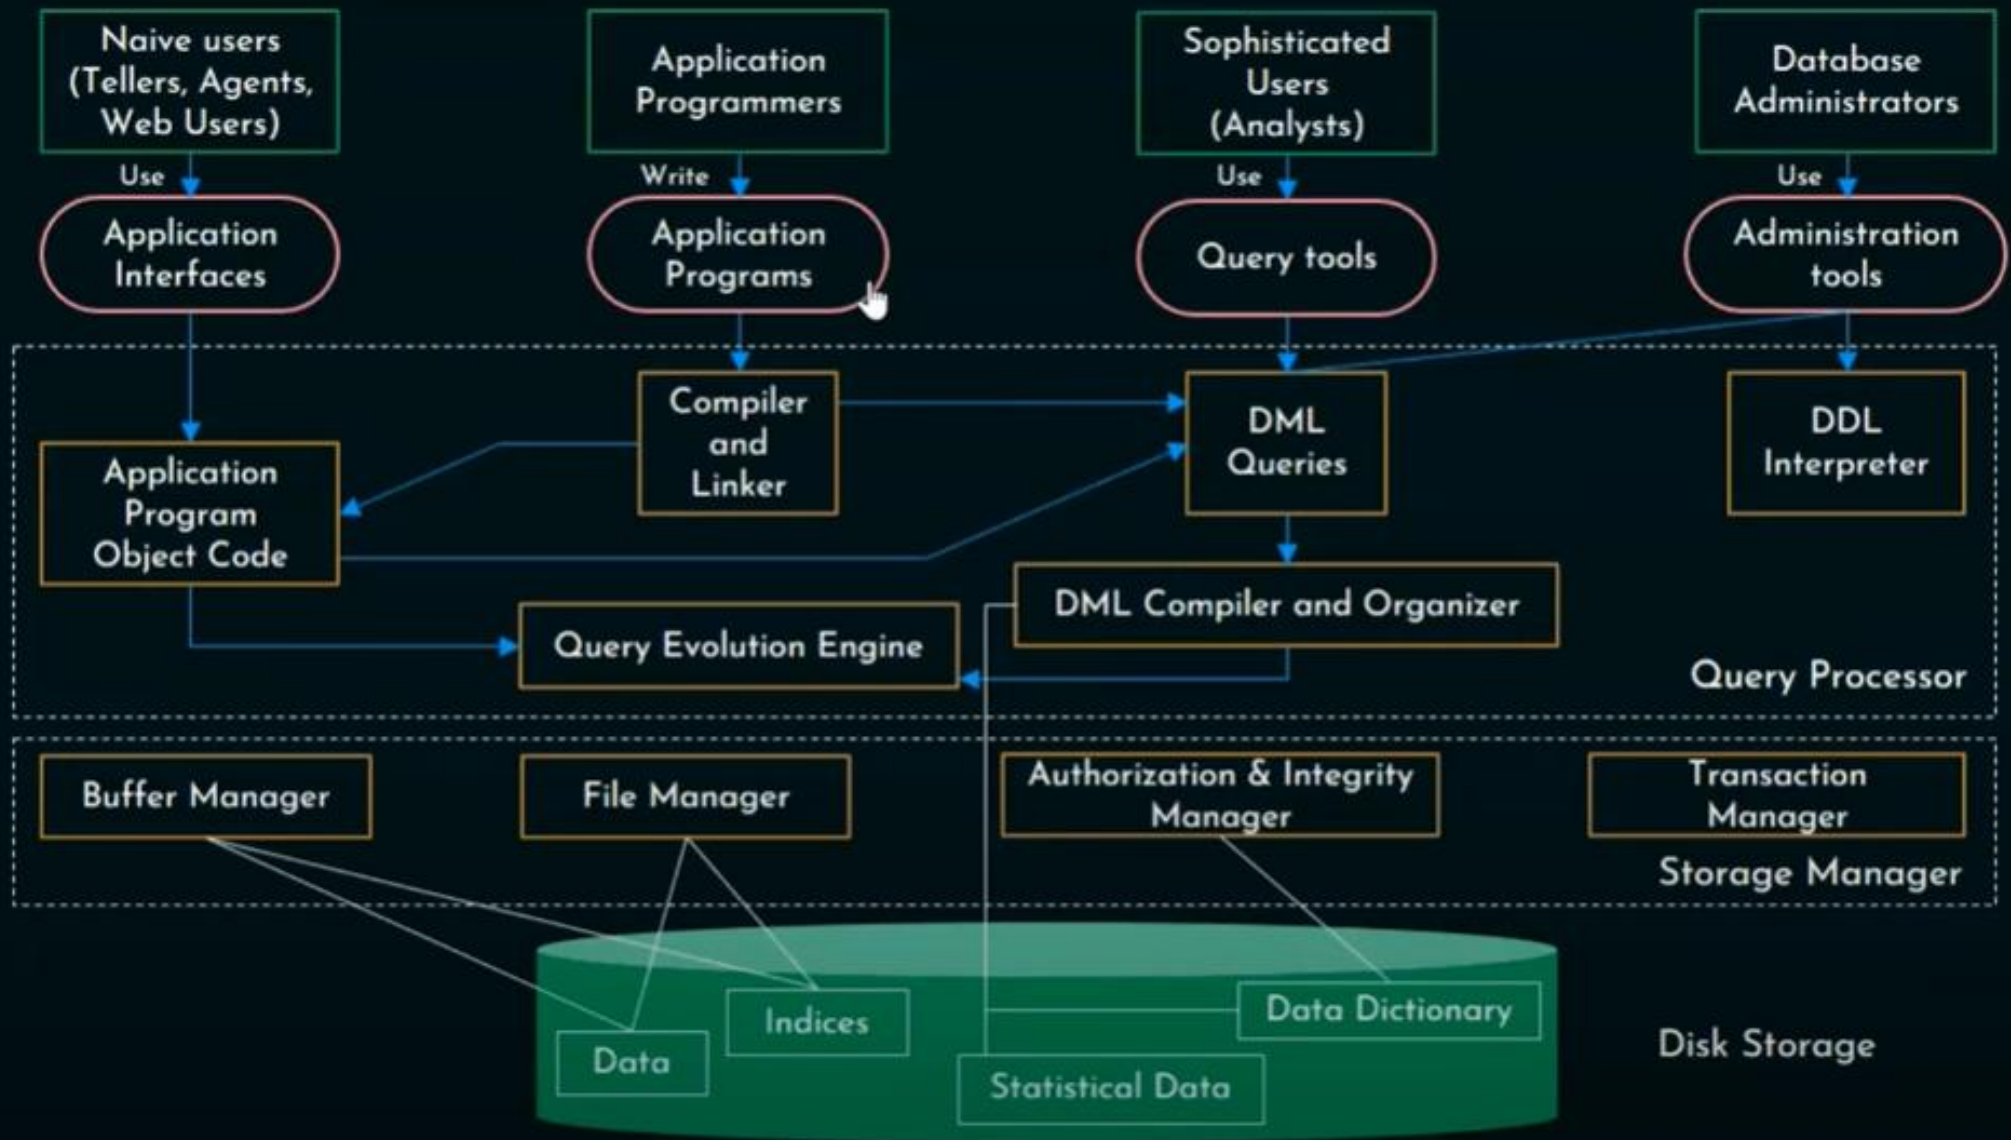 Naive users
(Tellers, Agents,
Web Users)
Application
Programmers
Sophisticated
Users
(Analysts)
Database
Administrators
Use
Write
Use
Use
Application
Interfaces
Application
Programs
Query tools
Administration
tools
Compiler
and
Linker
DML
Queries
DDL
Interpreter
Application
Program
Object Code
DML Compiler and Organizer
Query Evolution Engine
Query Processor
Buffer Manager
File Manager
Authorization & Integrity
Manager
Transaction
Manager
Storage Manager
Indices
Data Dictionary
Data
Statistical Data
Disk Storage